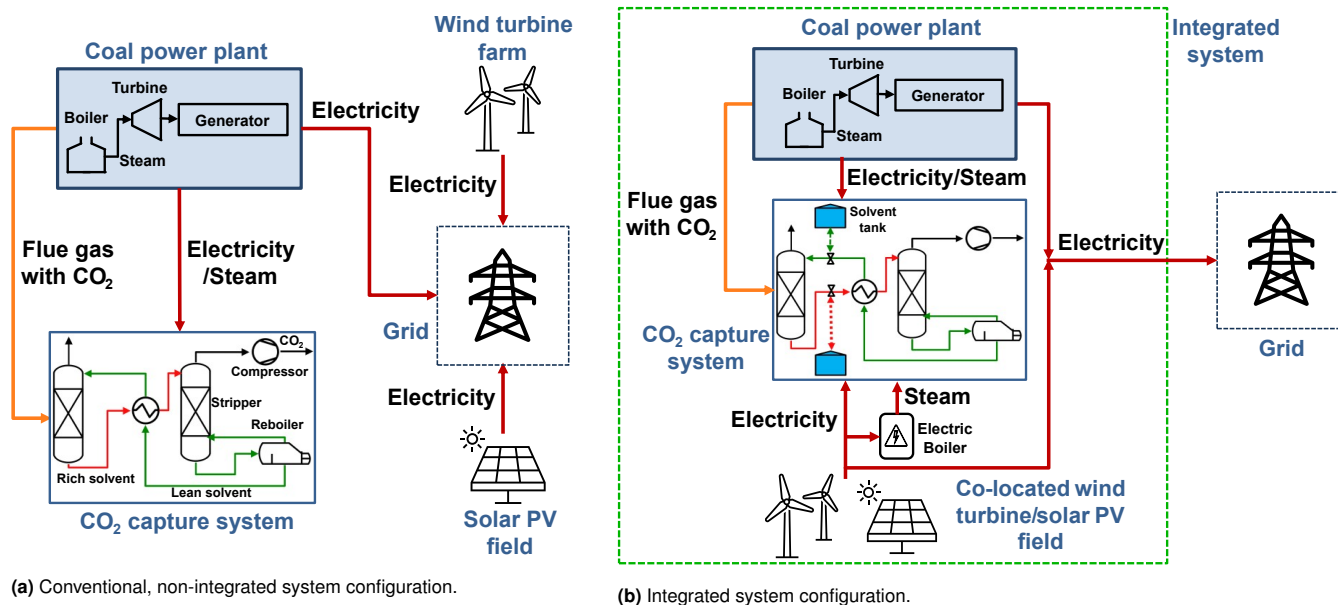 Coal power plant
Turbine
Boiler
Generator
Steam
Electricity
Wind turbine
farm
Electricity
Flue gas
with CO₂
Electricity
/Steam
Grid
CO₂
Compressor
Stripper
Reboiler
Rich solvent
Lean solvent
CO₂ capture system
Electricity
Solar PV
field
(a) Conventional, non-integrated system configuration.
Coal power plant
Integrated
system
Turbine
Boiler
Generator
Steam
Electricity/Steam
Flue gas
with CO₂
Solvent
tank
Electricity
CO₂ capture
system
Grid
Electricity
Steam
Electric
Boiler
Co-located wind
turbine/solar PV
field
(b) Integrated system configuration.